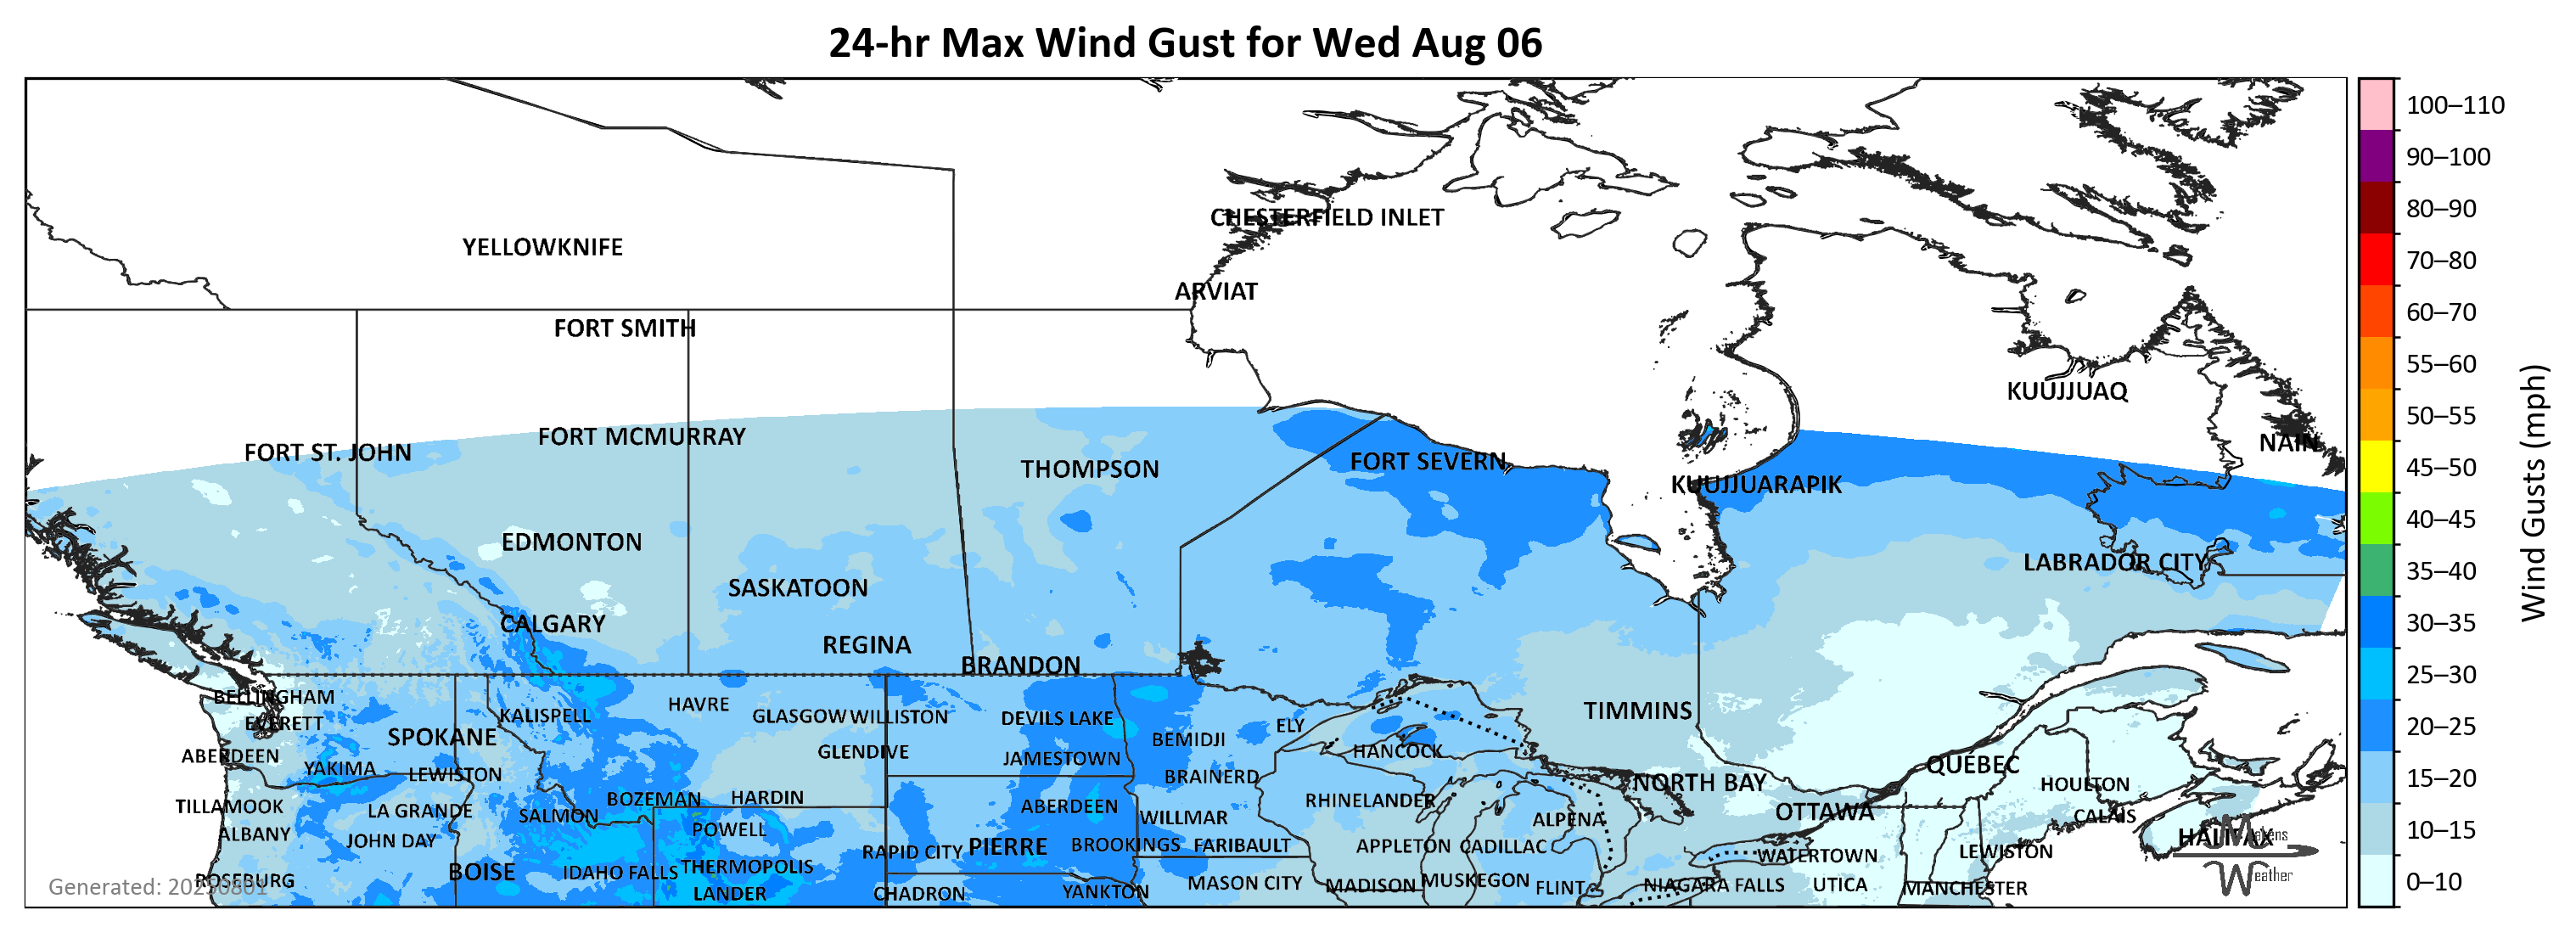 24-hr Max Wind Gust for Wed Aug 06
100–110
90–100
80–90
70–80
60–70
55–60
50–55
45–50
40–45
35–40
30–35
25–30
20–25
15–20
10–15
0–10
Wind Gusts (mph)
CHESTERFIELD INLET
YELLOWKNIFE
ARVIAT
FORT SMITH
KUUJJUAQ
FORT MCMURRAY
NAIN
FORT ST. JOHN
FORT SEVERN
THOMPSON
KUUJJUARAPIK
EDMONTON
LABRADOR CITY
SASKATOON
CALGARY
REGINA
BRANDON
BELLINGHAM
HAVRE
TIMMINS
KALISPELL
GLASGOW
WILLISTON
DEVILS LAKE
EVERETT
ELY
SPOKANE
BEMIDJI
HANCOCK
GLENDIVE
ABERDEEN
JAMESTOWN
QUÉBEC
YAKIMA
LEWISTON
BRAINERD
NORTH BAY
HOULTON
BOZEMAN
HARDIN
RHINELANDER
TILLAMOOK
ABERDEEN
LA GRANDE
OTTAWA
SALMON
WILLMAR
CALAIS
ALPENA
POWELL
ALBANY
HALIFAX
JOHN DAY
PIERRE
BROOKINGS
FARIBAULT
APPLETON
CADILLAC
RAPID CITY
LEWISTON
WATERTOWN
THERMOPOLIS
BOISE
IDAHO FALLS
ROSEBURG
MUSKEGON
MASON CITY
MADISON
FLINT
NIAGARA FALLS
UTICA
MANCHESTER
LANDER
CHADRON
YANKTON
Generated: 20250801
Makens
Weather